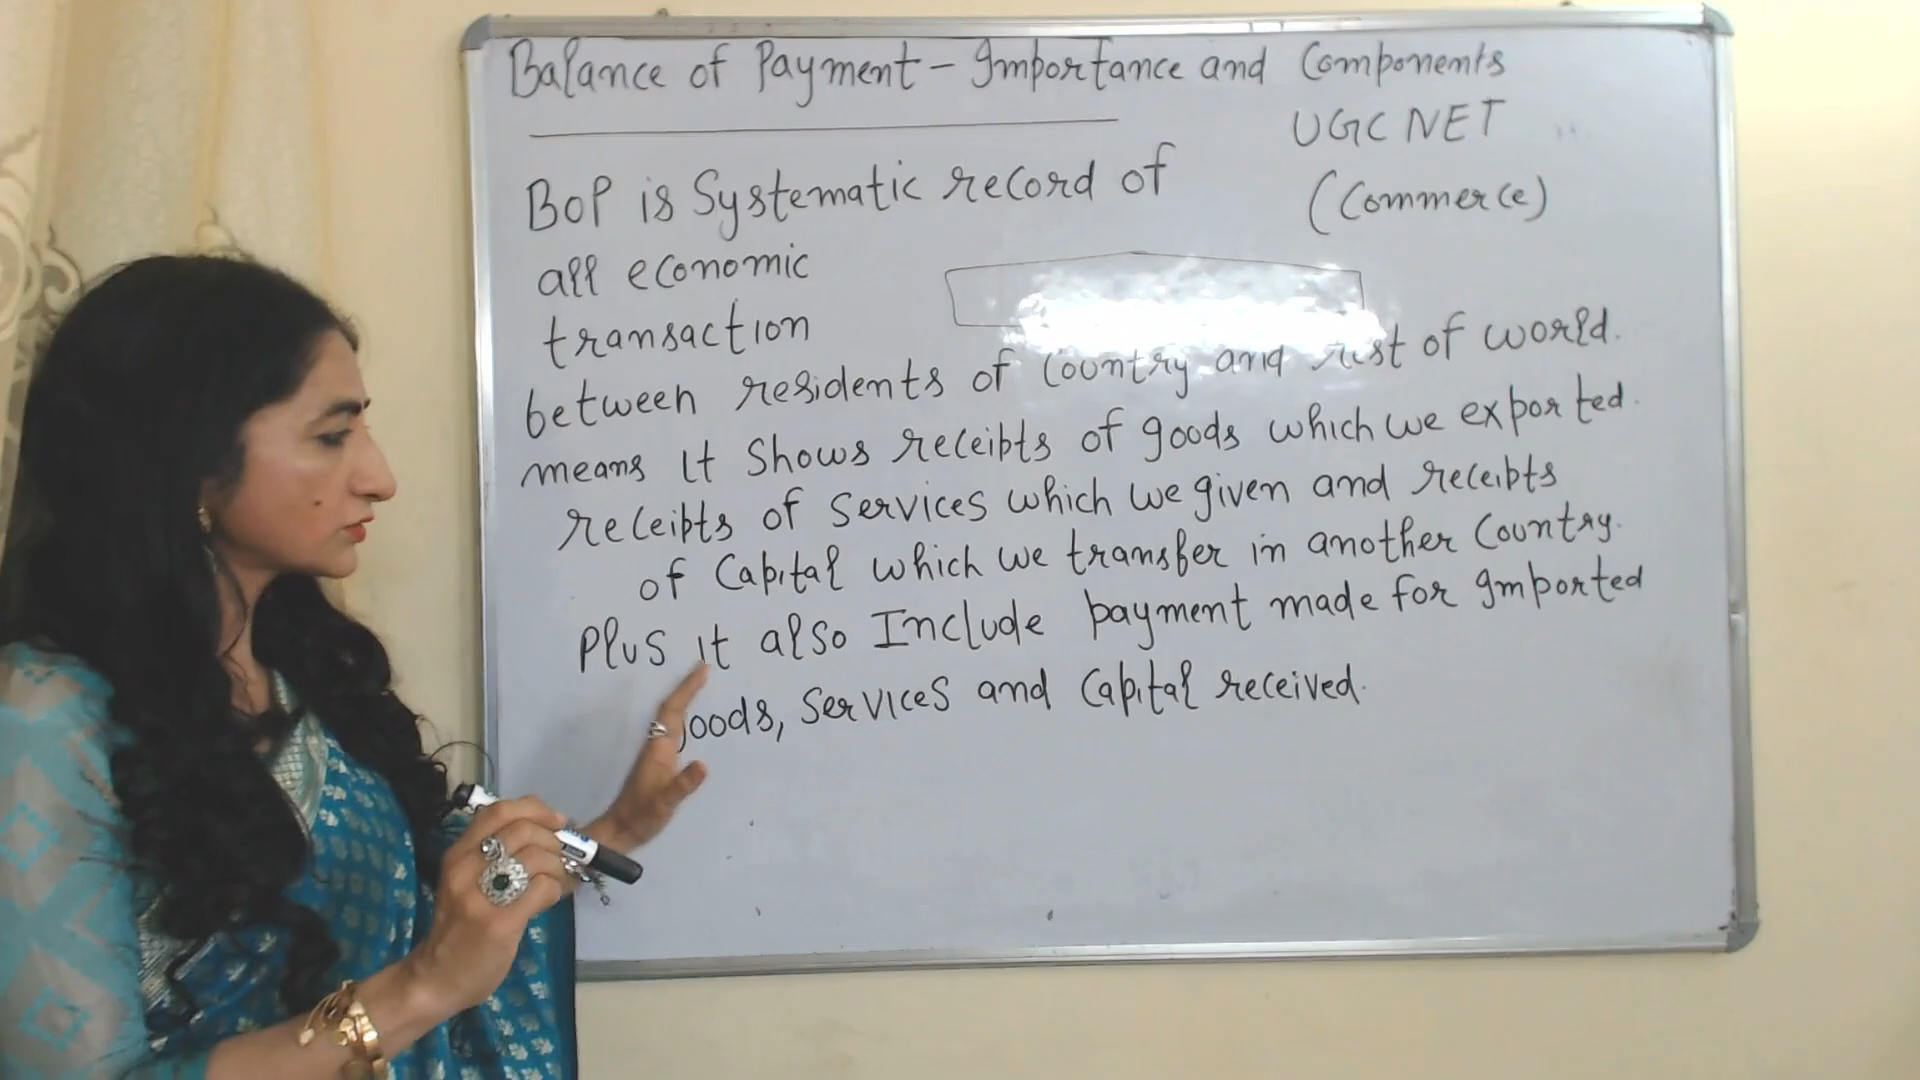 Balance of Payment - Importance and Components
UGC NET
(Commerce)
BOP is Systematic record of
all economic
transaction
between residents of Country and rest of world.
means it Shows receipts of goods which we exported.
receipts of Services which we given and receipts
of Capital which we transfer in another Country.
Plus it also Include payment made for Imported
goods, Services and Capital received.